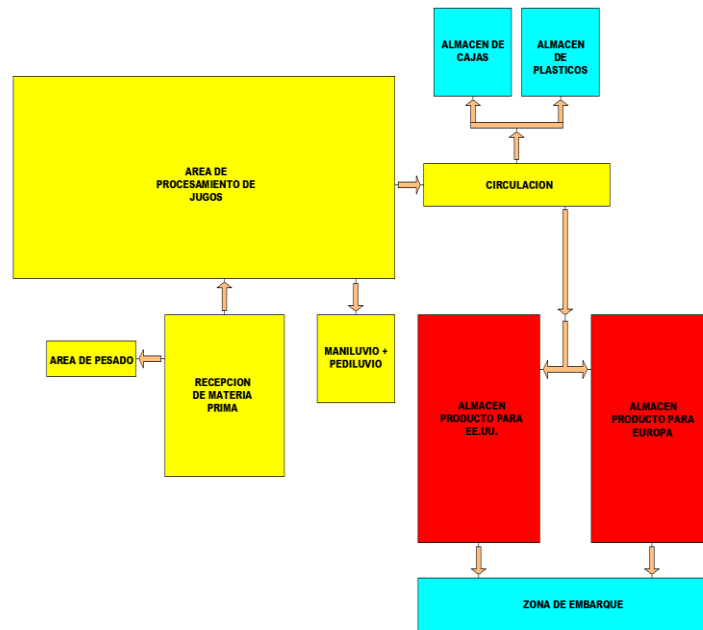 ALMACEN DE
CAJAS
ALMACEN
DE
PLASTICOS
AREA DE
PROCESAMIENTO DE
JUGOS
CIRCULACION
AREA DE PESADO
RECEPCION
DE MATERIA
PRIMA
MANILUVIO +
PEDILUVIO
ALMACEN
PRODUCTO PARA
EE.UU.
ALMACEN
PRODUCTO PARA
EUROPA
ZONA DE EMBARQUE